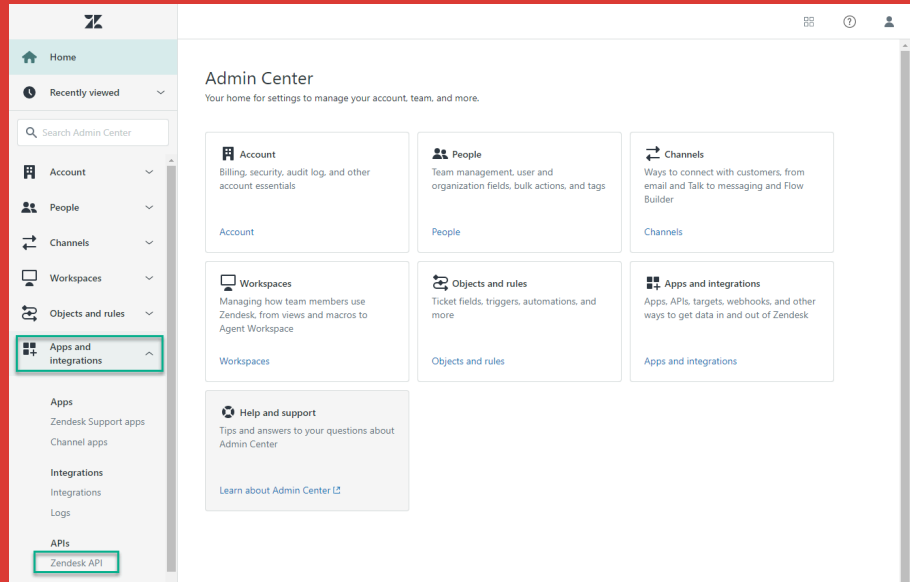 Home
Recently viewed
Search Admin Center
Account
People
Channels
Workspaces
Objects and rules
Apps and
integrations
Apps
Zendesk Support apps
Channel apps
Integrations
Integrations
Logs
APIs
Zendesk API
Admin Center
Your home for settings to manage your account, team, and more.
Account
Billing, security, audit log, and other
account essentials
Account
People
Team management, user and
organization fields, bulk actions, and tags
People
Channels
Ways to connect with customers, from
email and Talk to messaging and Flow
Builder
Channels
Workspaces
Managing how team members use
Zendesk, from views and macros to
Agent Workspace
Workspaces
Objects and rules
Ticket fields, triggers, automations, and
more
Objects and rules
Apps and integrations
Apps, APIs, targets, webhooks, and other
ways to get data in and out of Zendesk
Apps and integrations
Help and support
Tips and answers to your questions about
Admin Center
Learn about Admin Center